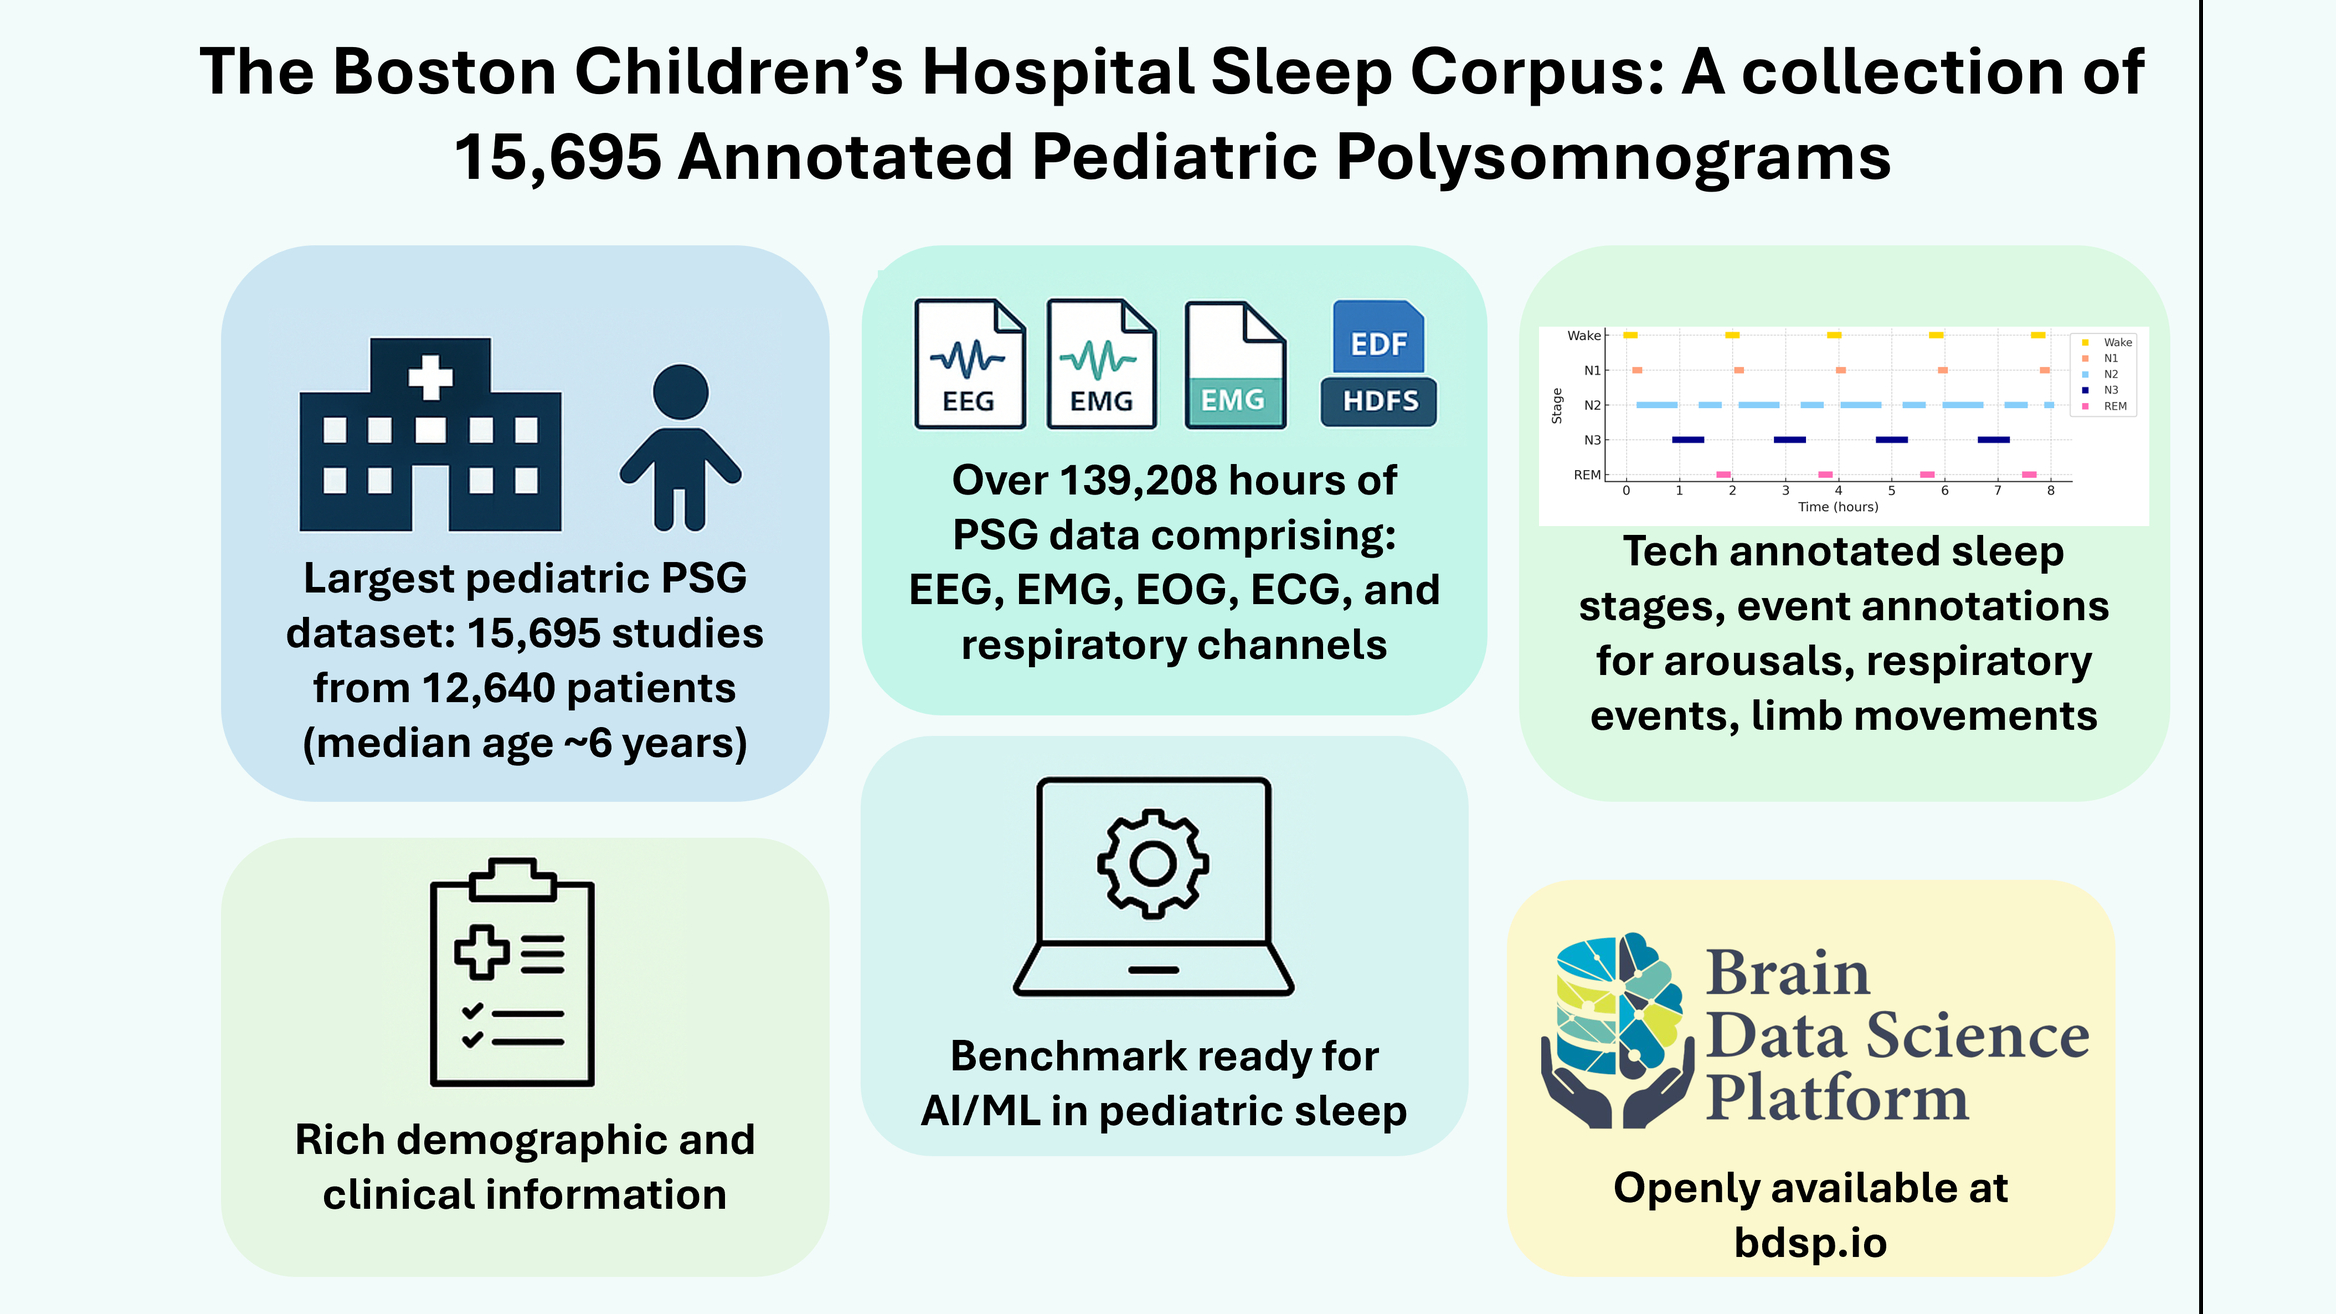 The Boston Children’s Hospital Sleep Corpus: A collection of
15,695 Annotated Pediatric Polysomnograms
Largest pediatric PSG
dataset: 15,695 studies
from 12,640 patients
(median age ~6 years)
EEG
EMG
EMG
EDF
HDFS
Over 139,208 hours of
PSG data comprising:
EEG, EMG, EOG, ECG, and
respiratory channels
Stage
Wake
N1
N2
N3
REM
0 1 2 3 4 5 6 7 8
Time (hours)
Wake
N1
N2
N3
REM
Tech annotated sleep
stages, event annotations
for arousals, respiratory
events, limb movements
Rich demographic and
clinical information
Benchmark ready for
AI/ML in pediatric sleep
Brain
Data Science
Platform
Openly available at
bdsp.io